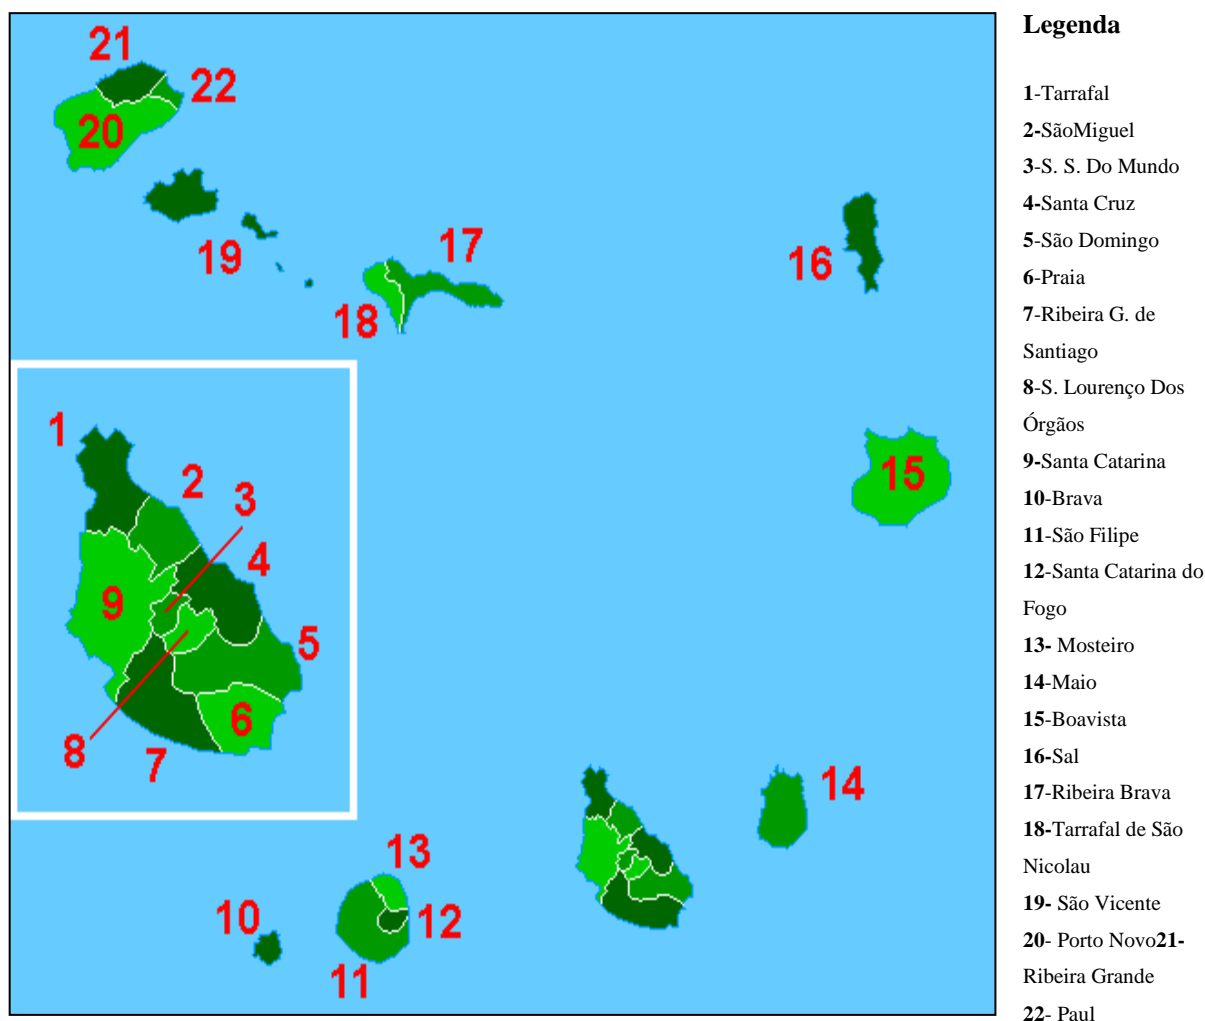 21
22
20
19
17
18
16
1
2
3
4
9
5
6
8
7
15
14
13
10
12
11
Legenda
1-Tarrafal
2-SãoMiguel
3-S. S. Do Mundo
4-Santa Cruz
5-São Domingo
6-Praia
7-Ribeira G. de
Santiago
8-S. Lourenço Dos
Órgãos
9-Santa Catarina
10-Brava
11-São Filipe
12-Santa Catarina do
Fogo
13- Mosteiro
14-Maio
15-Boavista
16-Sal
17-Ribeira Brava
18-Tarrafal de São
Nicolau
19- São Vicente
20- Porto Novo21-
Ribeira Grande
22- Paul